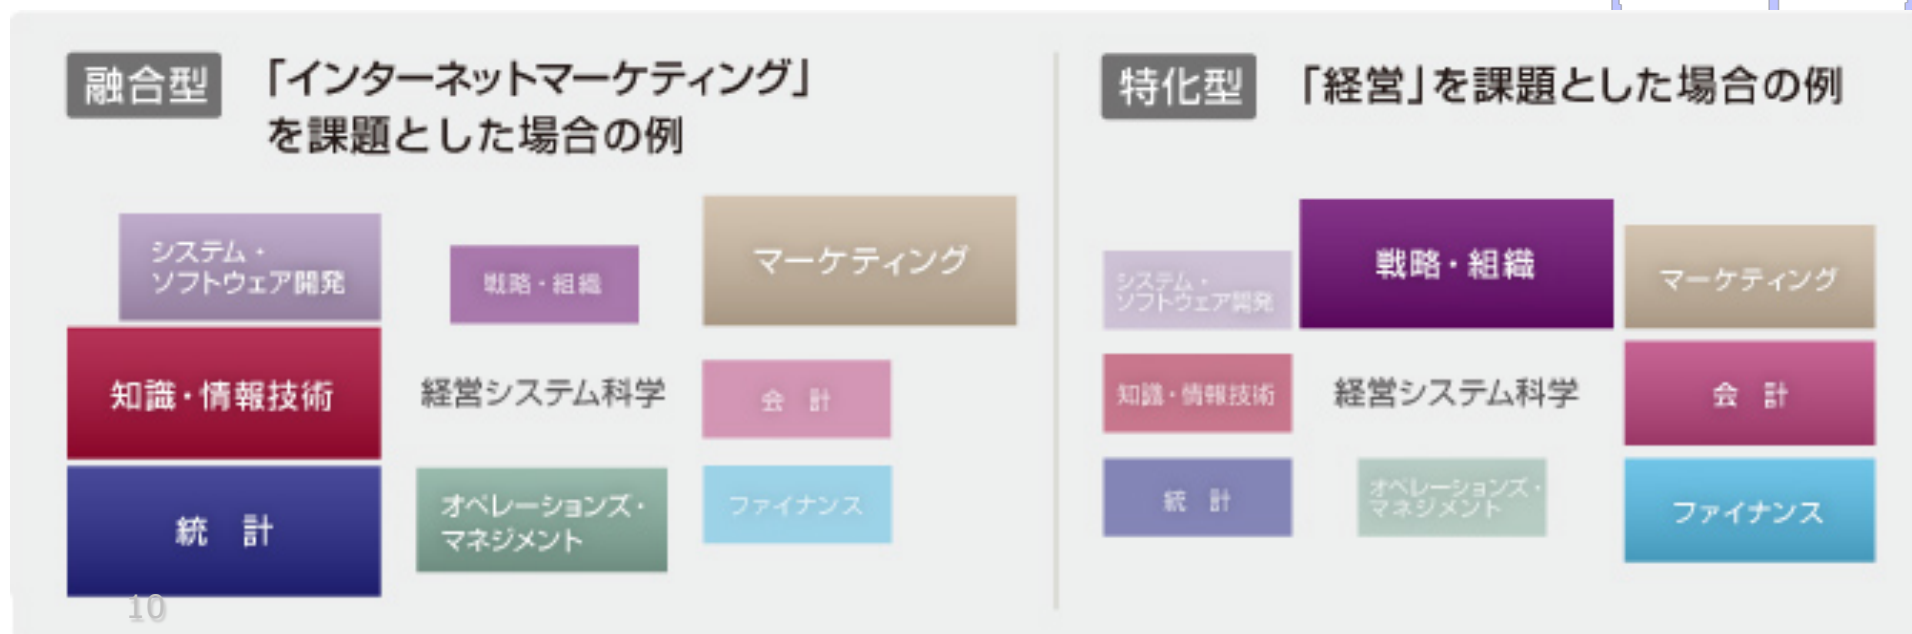 融合型
「インターネットマーケティング」
を課題とした場合の例
システム・
ソフトウェア開発
戦略・組織
マーケティング
知識・情報技術
経営システム科学
会 計
統 計
オペレーションズ・
マネジメント
ファイナンス
10
特化型
「経営」を課題とした場合の例
システム・
ソフトウェア開発
戦略・組織
マーケティング
知識・情報技術
経営システム科学
会 計
統 計
オペレーションズ・
マネジメント
ファイナンス